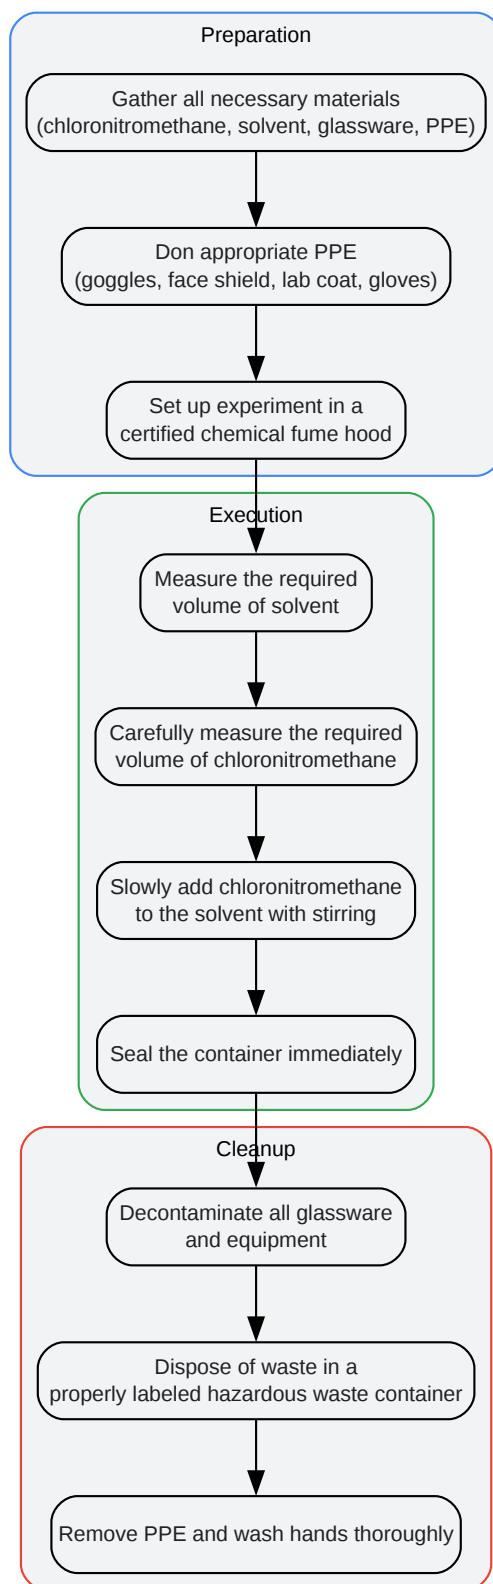 Preparation
Gather all necessary materials
(chloronitromethane, solvent, glassware, PPE)
Don appropriate PPE
(goggles, face shield, lab coat, gloves)
Set up experiment in a
certified chemical fume hood
Execution
Measure the required
volume of solvent
Carefully measure the required
volume of chloronitromethane
Slowly add chloronitromethane
to the solvent with stirring
Seal the container immediately
Cleanup
Decontaminate all glassware
and equipment
Dispose of waste in a
properly labeled hazardous waste container
Remove PPE and wash hands thoroughly